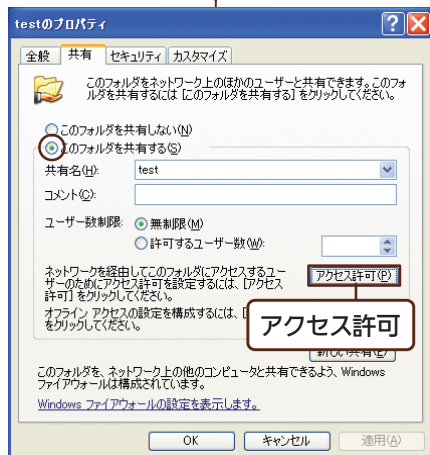 testのプロパティ
全般 共有 セキュリティ カスタマイズ
このフォルダをネットワーク上のほかのユーザーと共有できます。このフォ
ルダを共有するには [このフォルダを共有する] をクリックしてください。
このフォルダを共有しない(N)
このフォルダを共有する(S)
共有名(H): test
コメント(C):
ユーザー数制限: 無制限(M)
許可するユーザー数(W):
ネットワークを経由してこのフォルダにアクセスするユー
ザーのためにアクセス許可を設定するには、[アクセス
許可] をクリックしてください。
アクセス許可(P)
オフライン アクセスの設定を構成するには、[
をクリックしてください。
アクセス許可
新しい共有(E)
このフォルダを、ネットワーク上の他のコンピュータと共有できるよう、Windows
ファイアウォールは構成されています。
Windows ファイアウォールの設定を表示します。
OK キャンセル 適用(A)